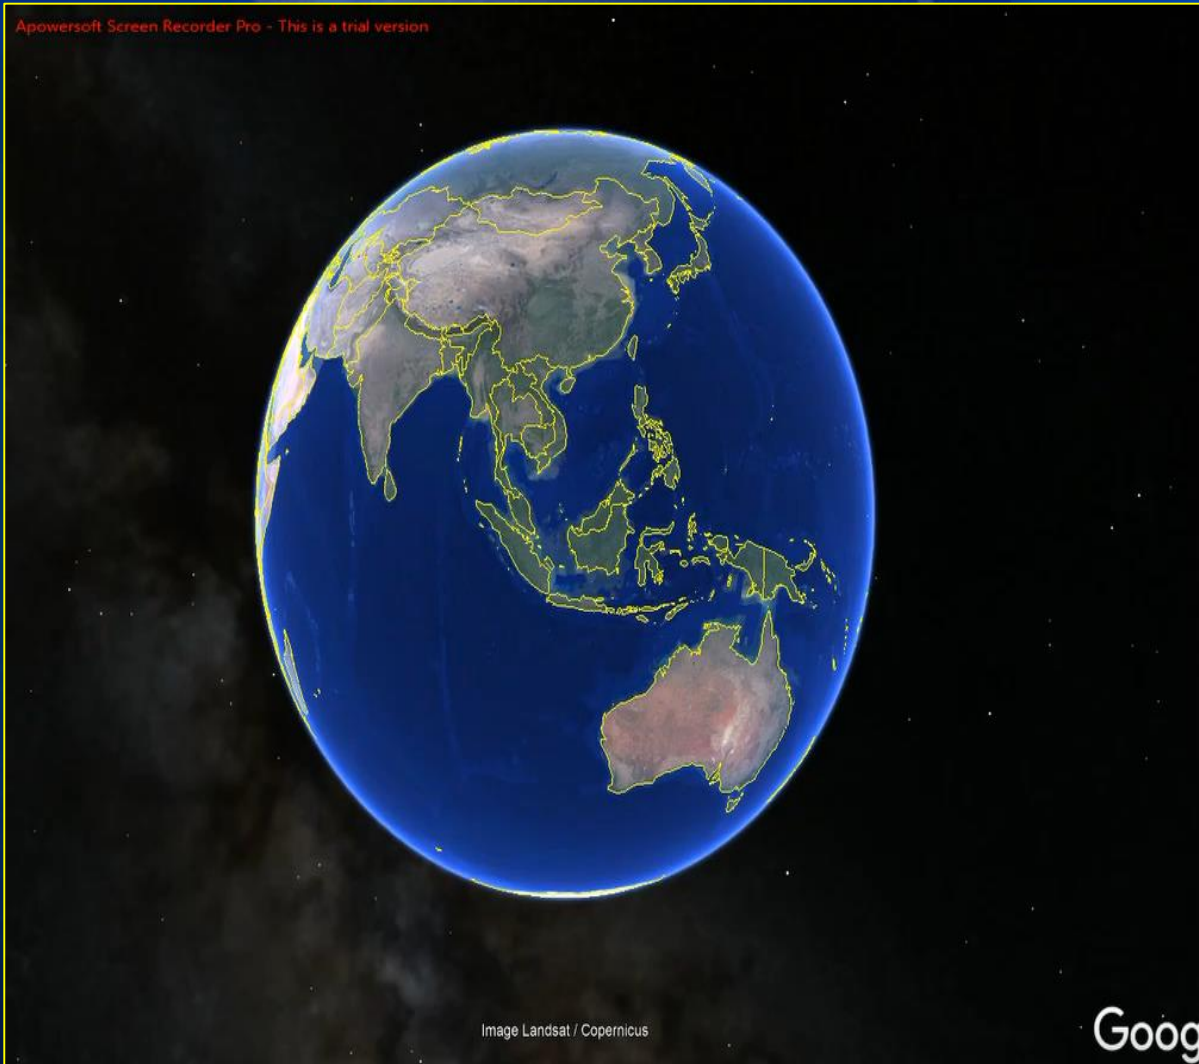 Apowersoft Screen Recorder Pro - This is a trial version
Image Landsat / Copernicus
Goog